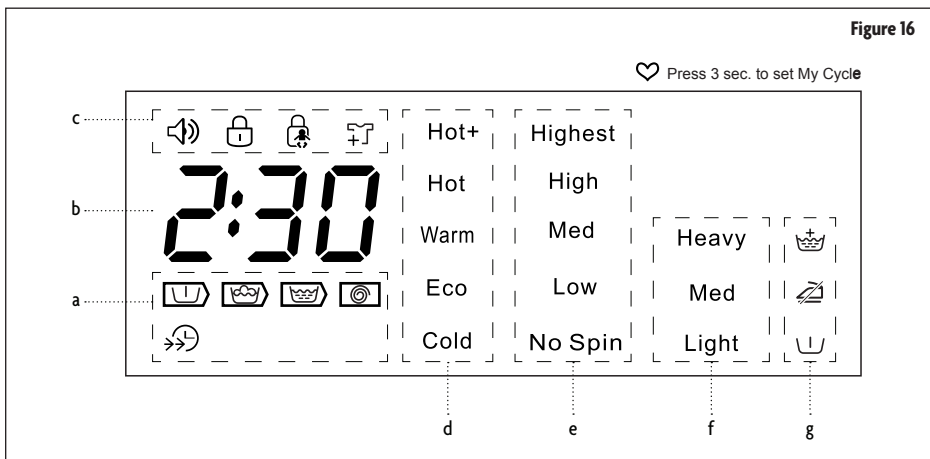 Figure 16
Press 3 sec. to set My Cycle
c
Hot+
Highest
b
2:30
Hot
High
Warm
Med
Heavy
a
Eco
Low
Med
Cold
No Spin
Light
d
e
f
g